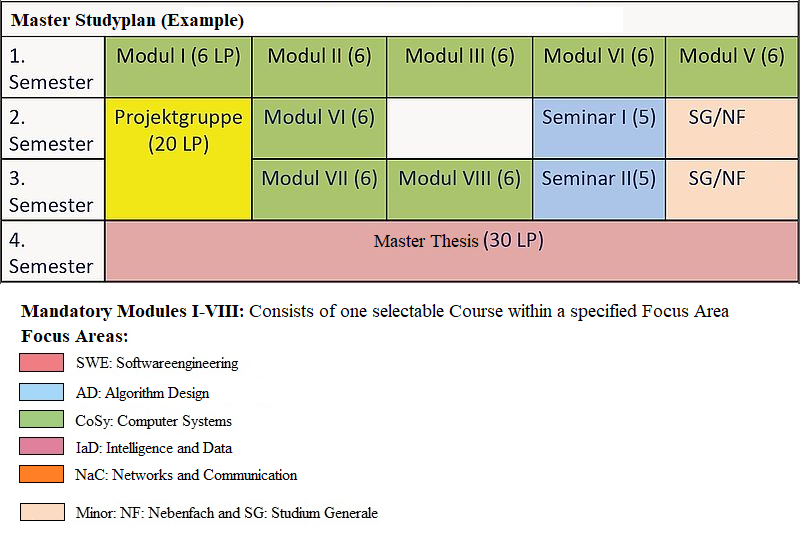 Master Studyplan (Example)
1. Semester Modul I (6 LP) Modul II (6) Modul III (6) Modul VI (6) Modul V (6)
2. Semester Projektgruppe (20 LP) Modul VI (6) Seminar I (5) SG/NF
3. Semester Modul VII (6) Modul VIII (6) Seminar II(5) SG/NF
4. Semester Master Thesis (30 LP)
Mandatory Modules I-VIII: Consists of one selectable Course within a specified Focus Area
Focus Areas:
SWE: Softwareengineering
AD: Algorithm Design
CoSy: Computer Systems
IaD: Intelligence and Data
NaC: Networks and Communication
Minor: NF: Nebenfach and SG: Studium Generale